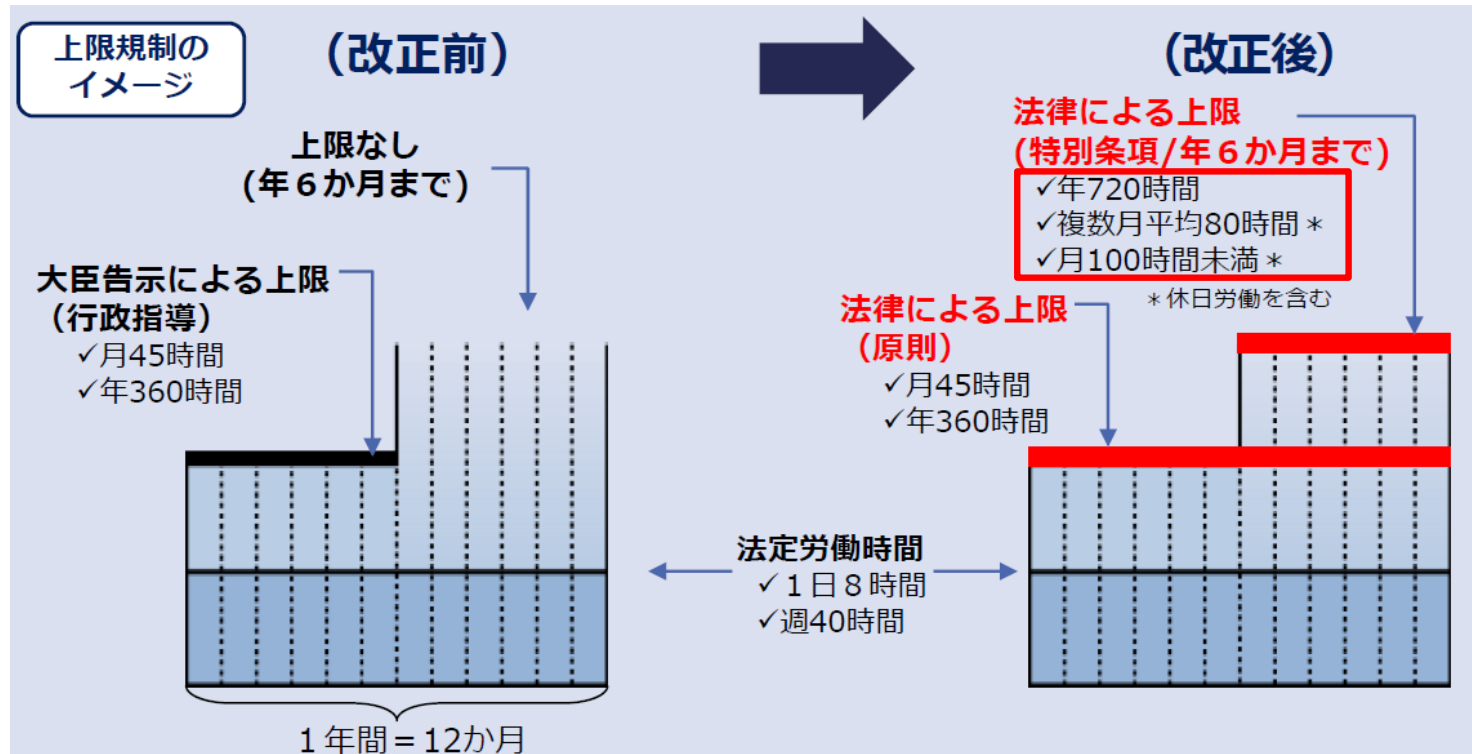 上限規制の
イメージ
(改正前)
上限なし
(年６か月まで)
大臣告示による上限
(行政指導)
✓月45時間
✓年360時間
１年間＝12か月
法定労働時間
✓１日８時間
✓週40時間
(改正後)
法律による上限
(特別条項/年６か月まで)
✓年720時間
✓複数月平均80時間＊
✓月100時間未満＊
＊休日労働を含む
法律による上限
(原則)
✓月45時間
✓年360時間